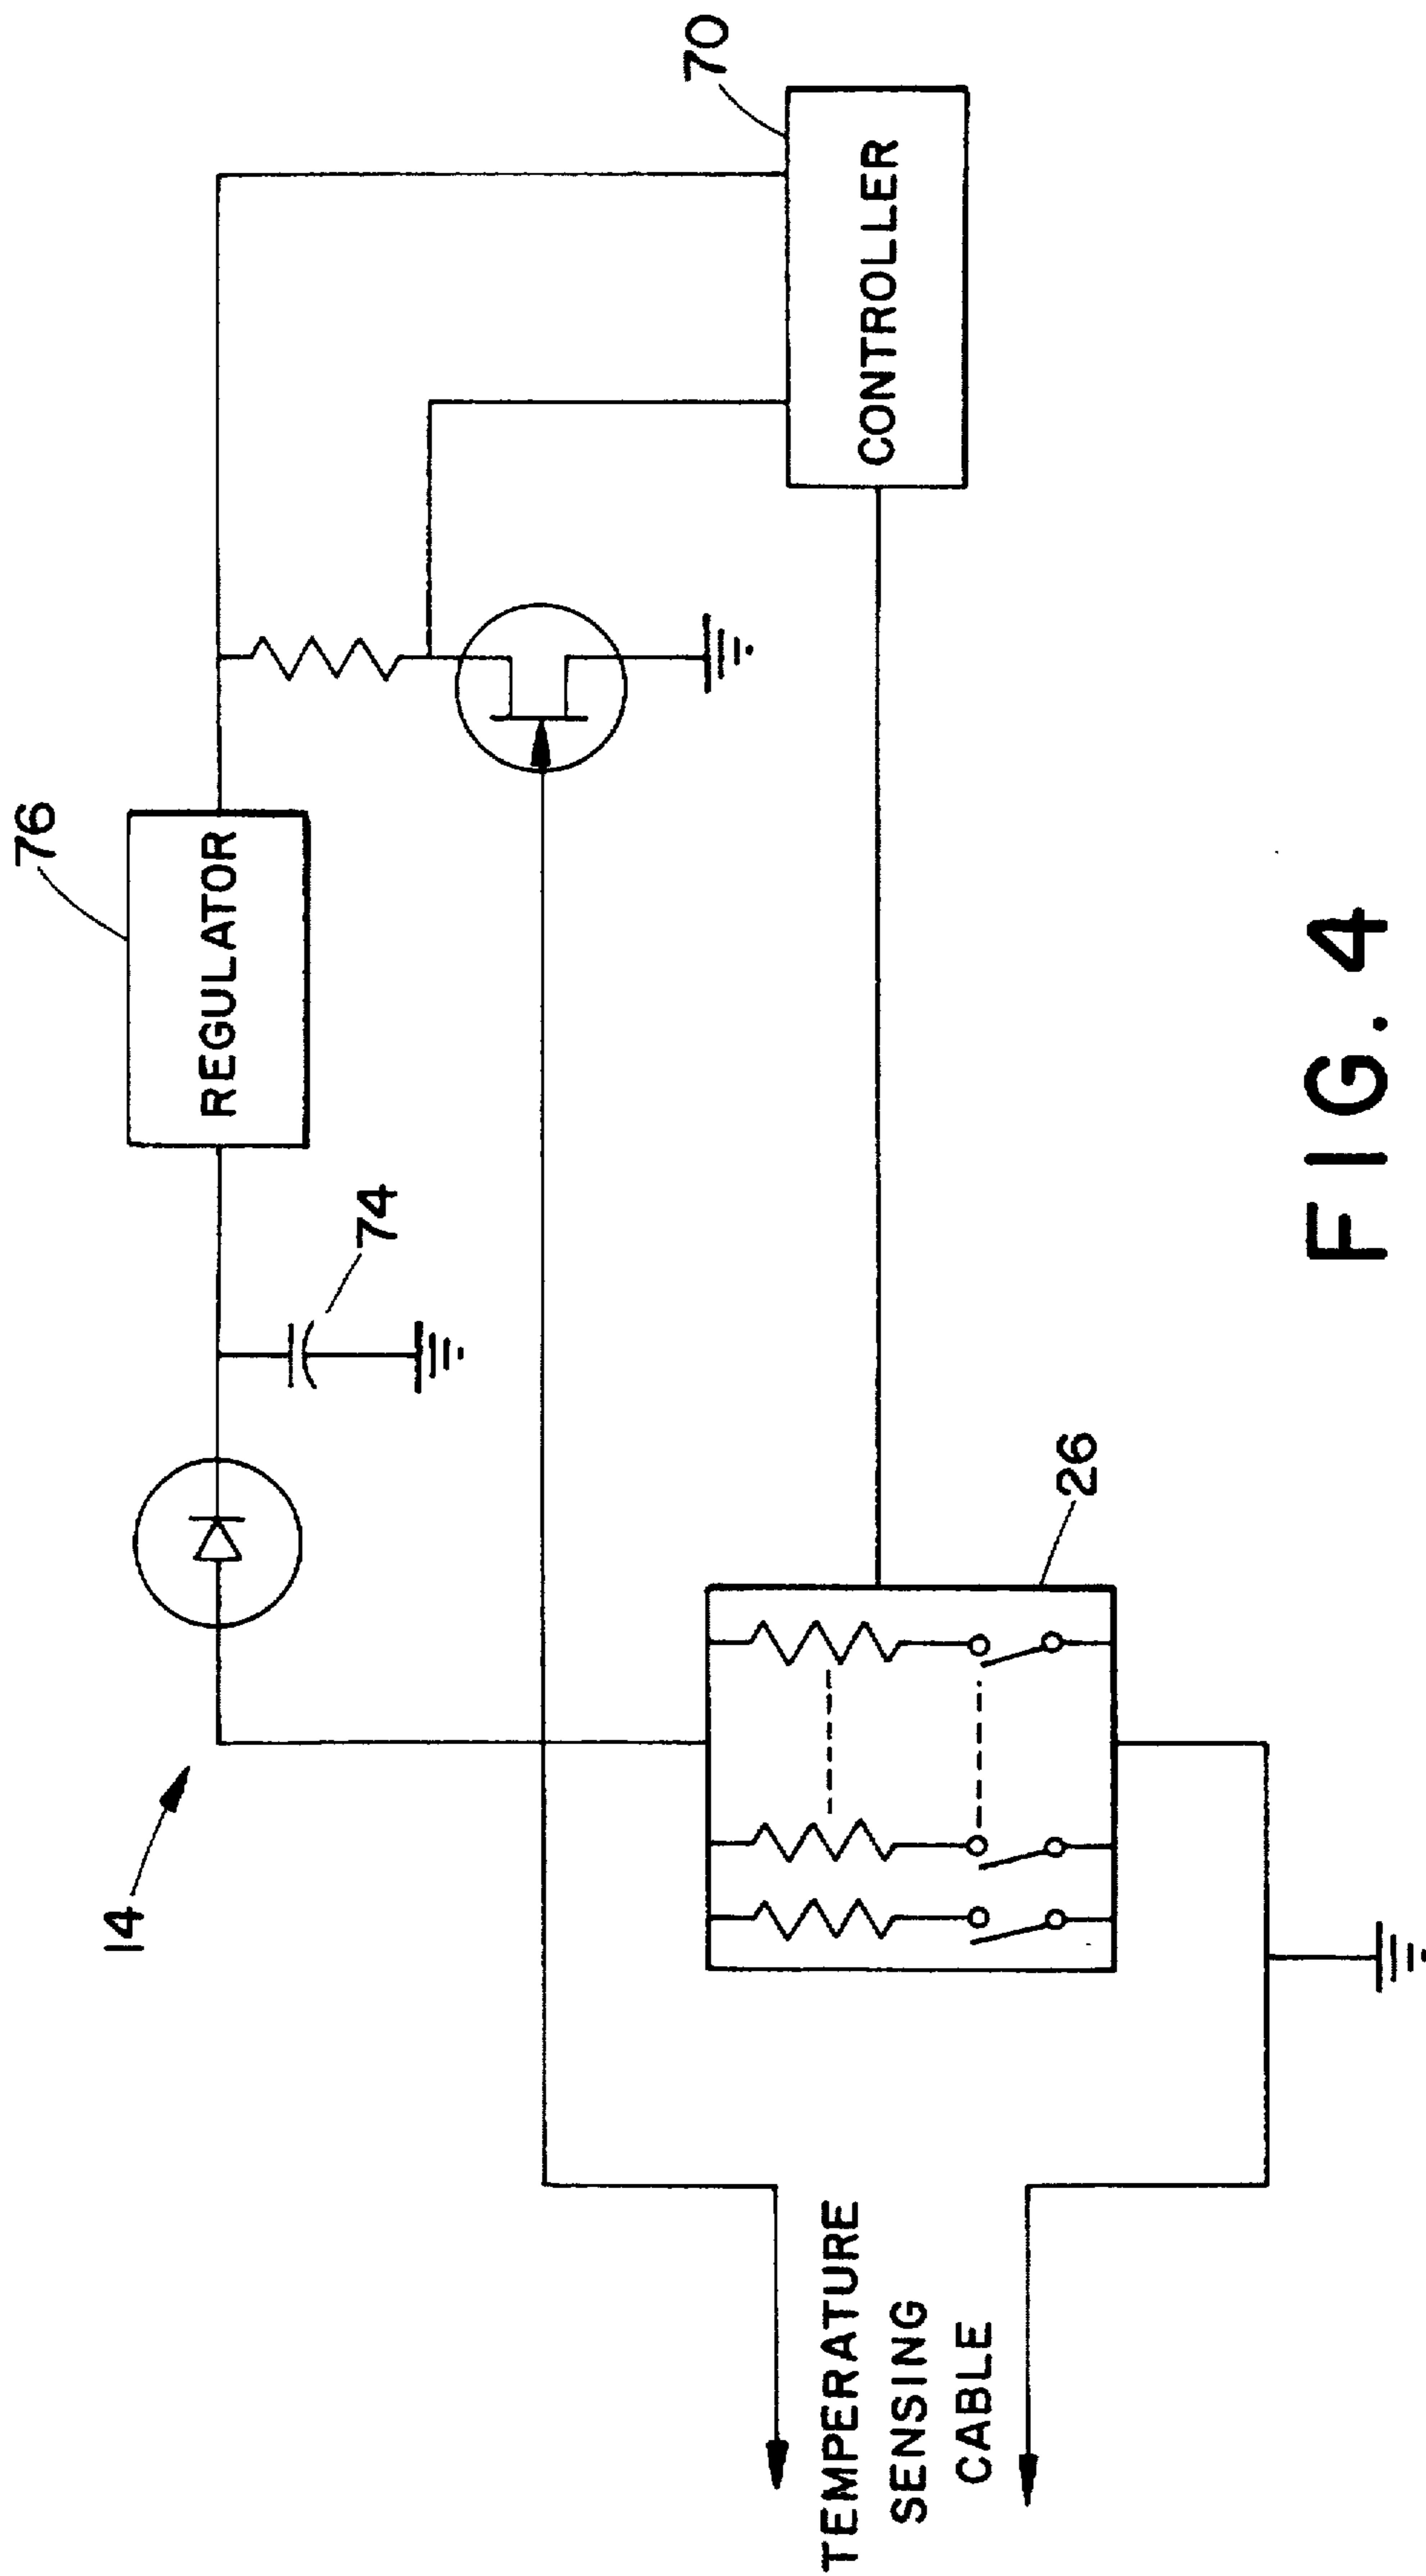 76
REGULATOR
14
74
70
CONTROLLER
26
TEMPERATURE
SENSING
CABLE
FIG. 4